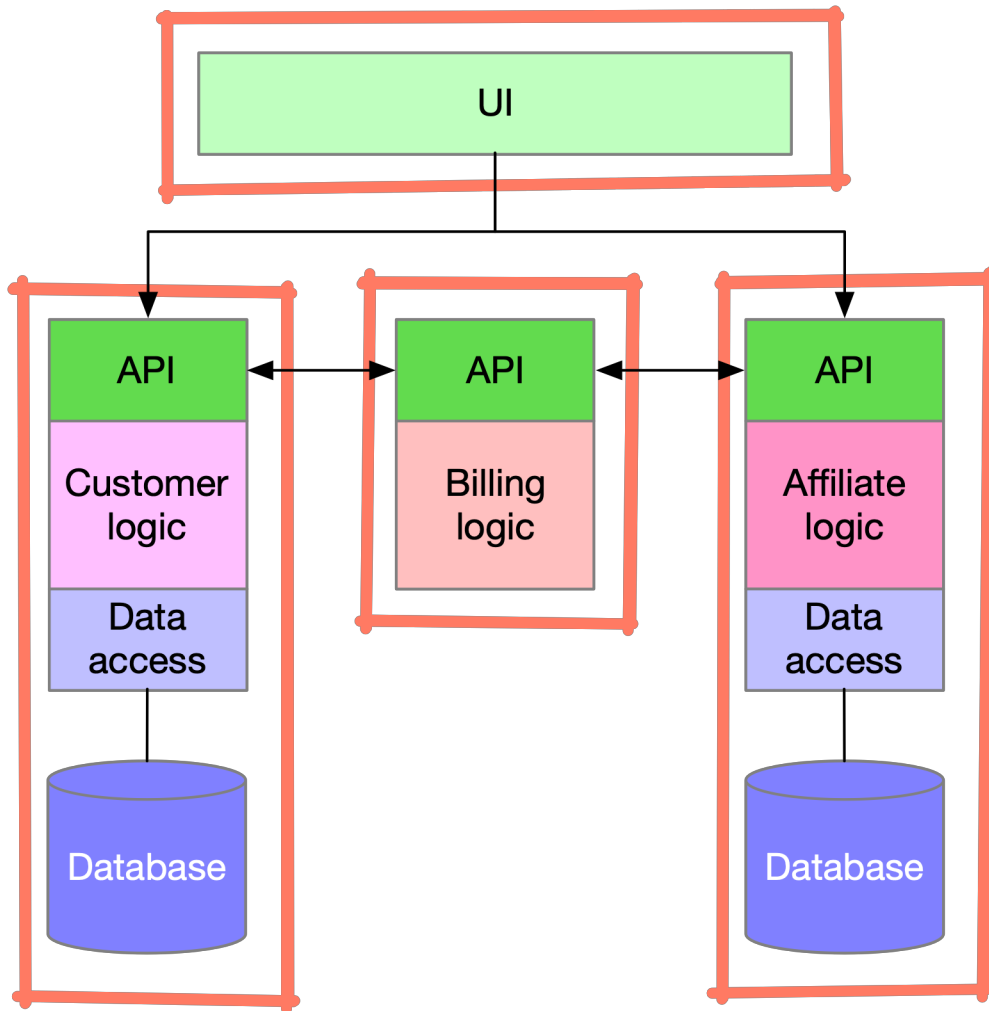 UI
API
API
API
Customer
logic
Billing
logic
Affiliate
logic
Data
access
Data
access
Database
Database